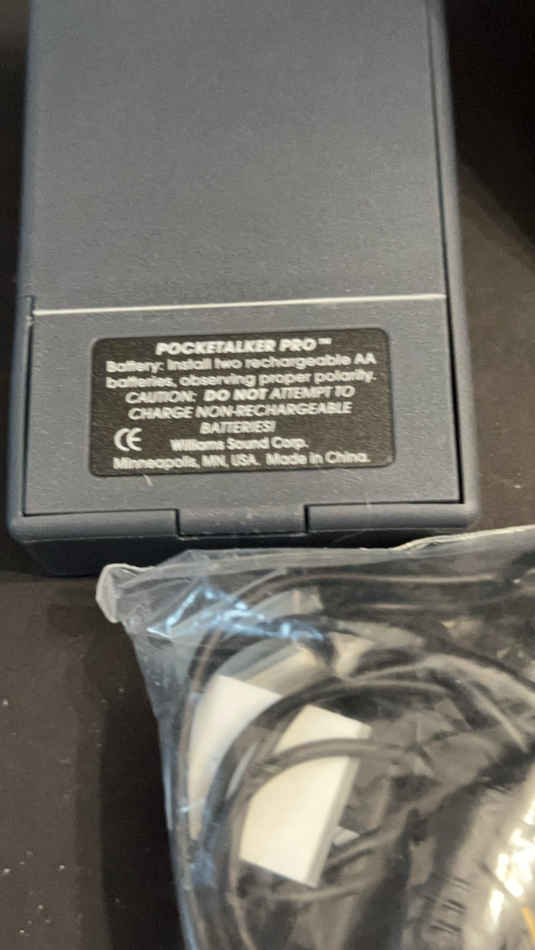 POCKETALKER PRO™
Battery: Install two rechargeable AA
batteries, observing proper polarity.
CAUTION: DO NOT ATTEMPT TO
CHARGE NON-RECHARGEABLE
BATTERIES!
CE Williams Sound Corp.
Minneapolis, MN, USA. Made in China.